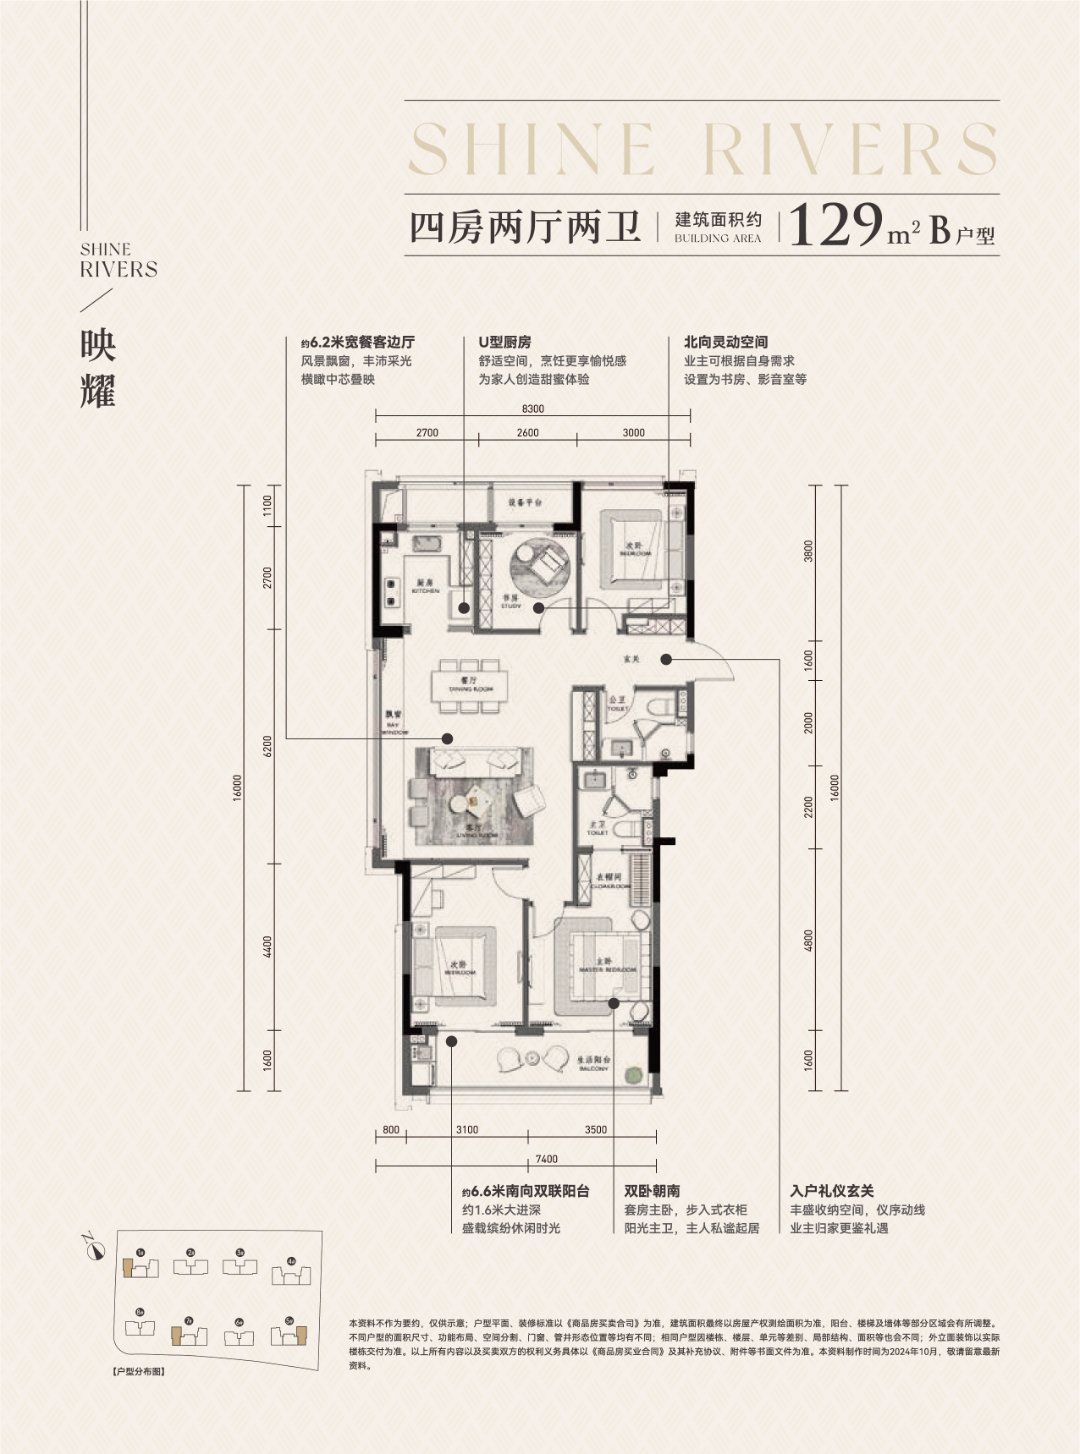 SHINE RIVERS
四房两厅两卫
建筑面积约
BUILDING AREA
129m² B户型
SHINE
RIVERS
映
耀
约6.2米宽餐客边厅
风景飘窗，丰沛采光
横瞰中芯叠映
U型厨房
舒适空间，烹饪更享愉悦感
为家人创造甜蜜体验
北向灵动空间
业主可根据自身需求
设置为书房、影音室等
8300
2700
2600
3000
1100
2700
6200
4400
1600
16000
3800
1600
2000
2200
4800
1600
16000
设备平台
次卧
BEDROOM
厨房
KITCHEN
书房
STUDY
玄关
餐厅
DINING ROOM
公卫
TOILET
飘窗
BAY
WINDOW
客厅
LIVING ROOM
主卫
TOILET
衣帽间
CLOAKROOM
次卧
BEDROOM
主卧
MASTER BEDROOM
生活阳台
BALCONY
800
3100
3500
7400
约6.6米南向双联阳台
约1.6米大进深
盛载缤纷休闲时光
双卧朝南
套房主卧，步入式衣柜
阳光主卫，主人私谧起居
入户礼仪玄关
丰盛收纳空间，仪序动线
业主归家更鉴礼遇
N
1#
2#
3#
4#
8#
7#
6#
5#
【户型分布图】
本资料不作为要约，仅供示意；户型平面、装修标准以《商品房买卖合司》为准，建筑面积最终以房屋产权测绘面积为准，阳台、楼梯及墙体等部分区域会有所调整。
不同户型的面积尺寸、功能布局、空间分割、门窗、管井形态位置等均有不同；相同户型因楼栋、楼层、单元等差别、局部结构、面积等也会不同；外立面装饰以实际
楼栋交付为准。以上所有内容以及买卖双方的权利义务具体以《商品房买业合同》及其补充协议、附件等书面文件为准。本资料制作时间为2024年10月，敬请留意最新
资料。